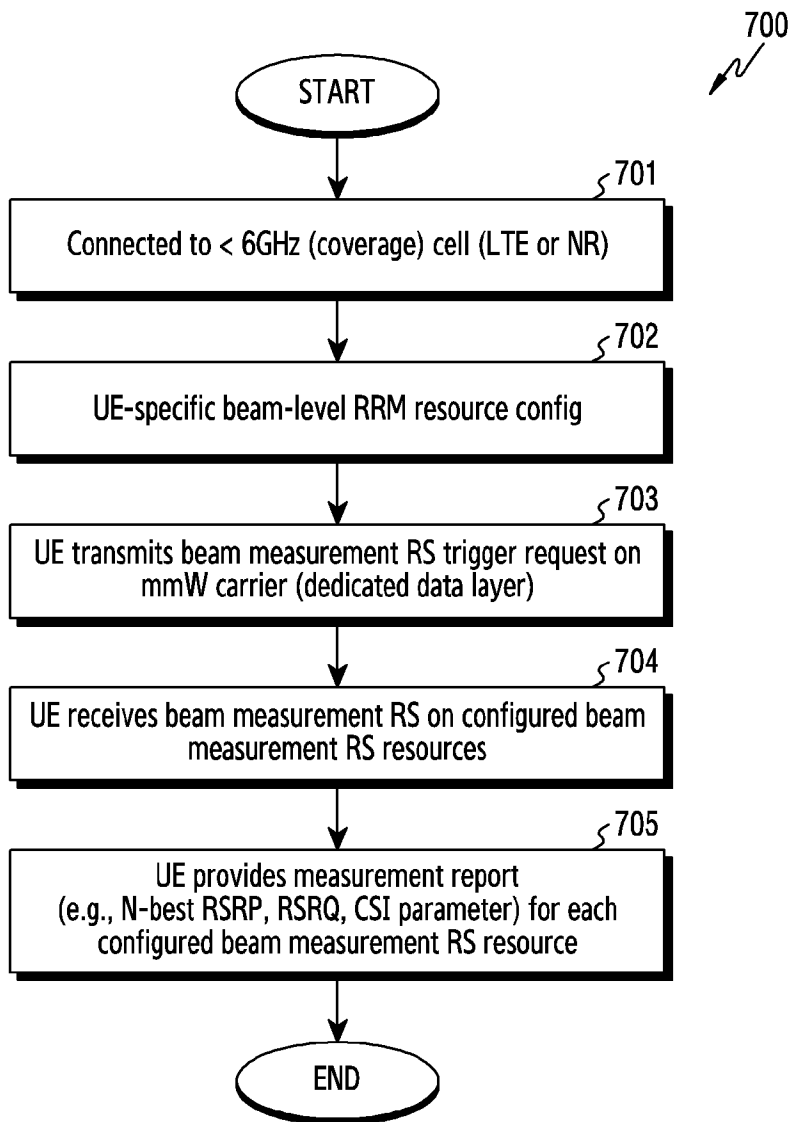 700
START
701
Connected to < 6GHz (coverage) cell (LTE or NR)
702
UE-specific beam-level RRM resource config
703
UE transmits beam measurement RS trigger request on
mmW carrier (dedicated data layer)
704
UE receives beam measurement RS on configured beam
measurement RS resources
705
UE provides measurement report
(e.g., N-best RSRP, RSRQ, CSI parameter) for each
configured beam measurement RS resource
END